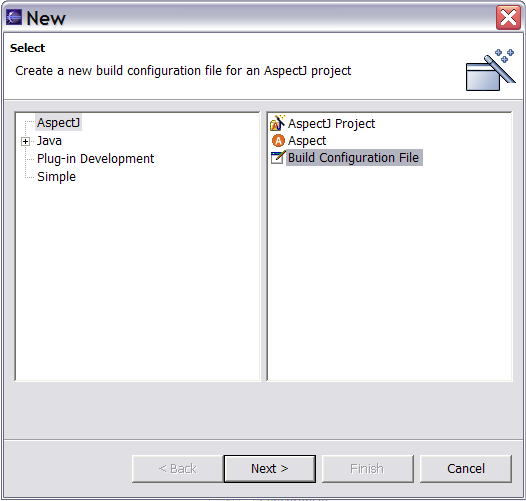 New
Select
Create a new build configuration file for an AspectJ project
AspectJ
Java
Plug-in Development
Simple
AspectJ Project
Aspect
Build Configuration File
< Back
Next >
Finish
Cancel